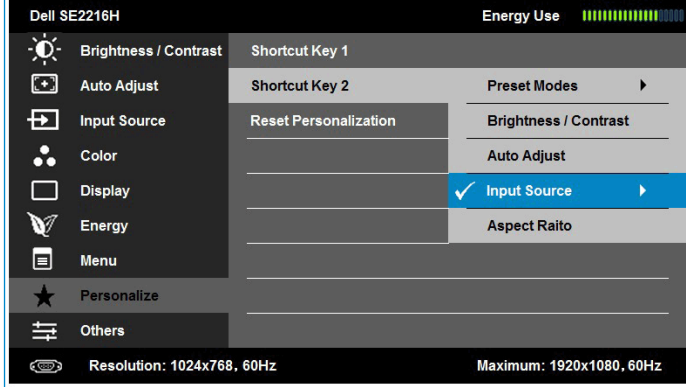 Dell SE2216H Energy Use
Brightness / Contrast Shortcut Key 1
Auto Adjust Shortcut Key 2 Preset Modes
Input Source Reset Personalization Brightness / Contrast
Color Auto Adjust
Display Input Source
Energy Aspect Raito
Menu
Personalize
Others
Resolution: 1024x768, 60Hz Maximum: 1920x1080, 60Hz